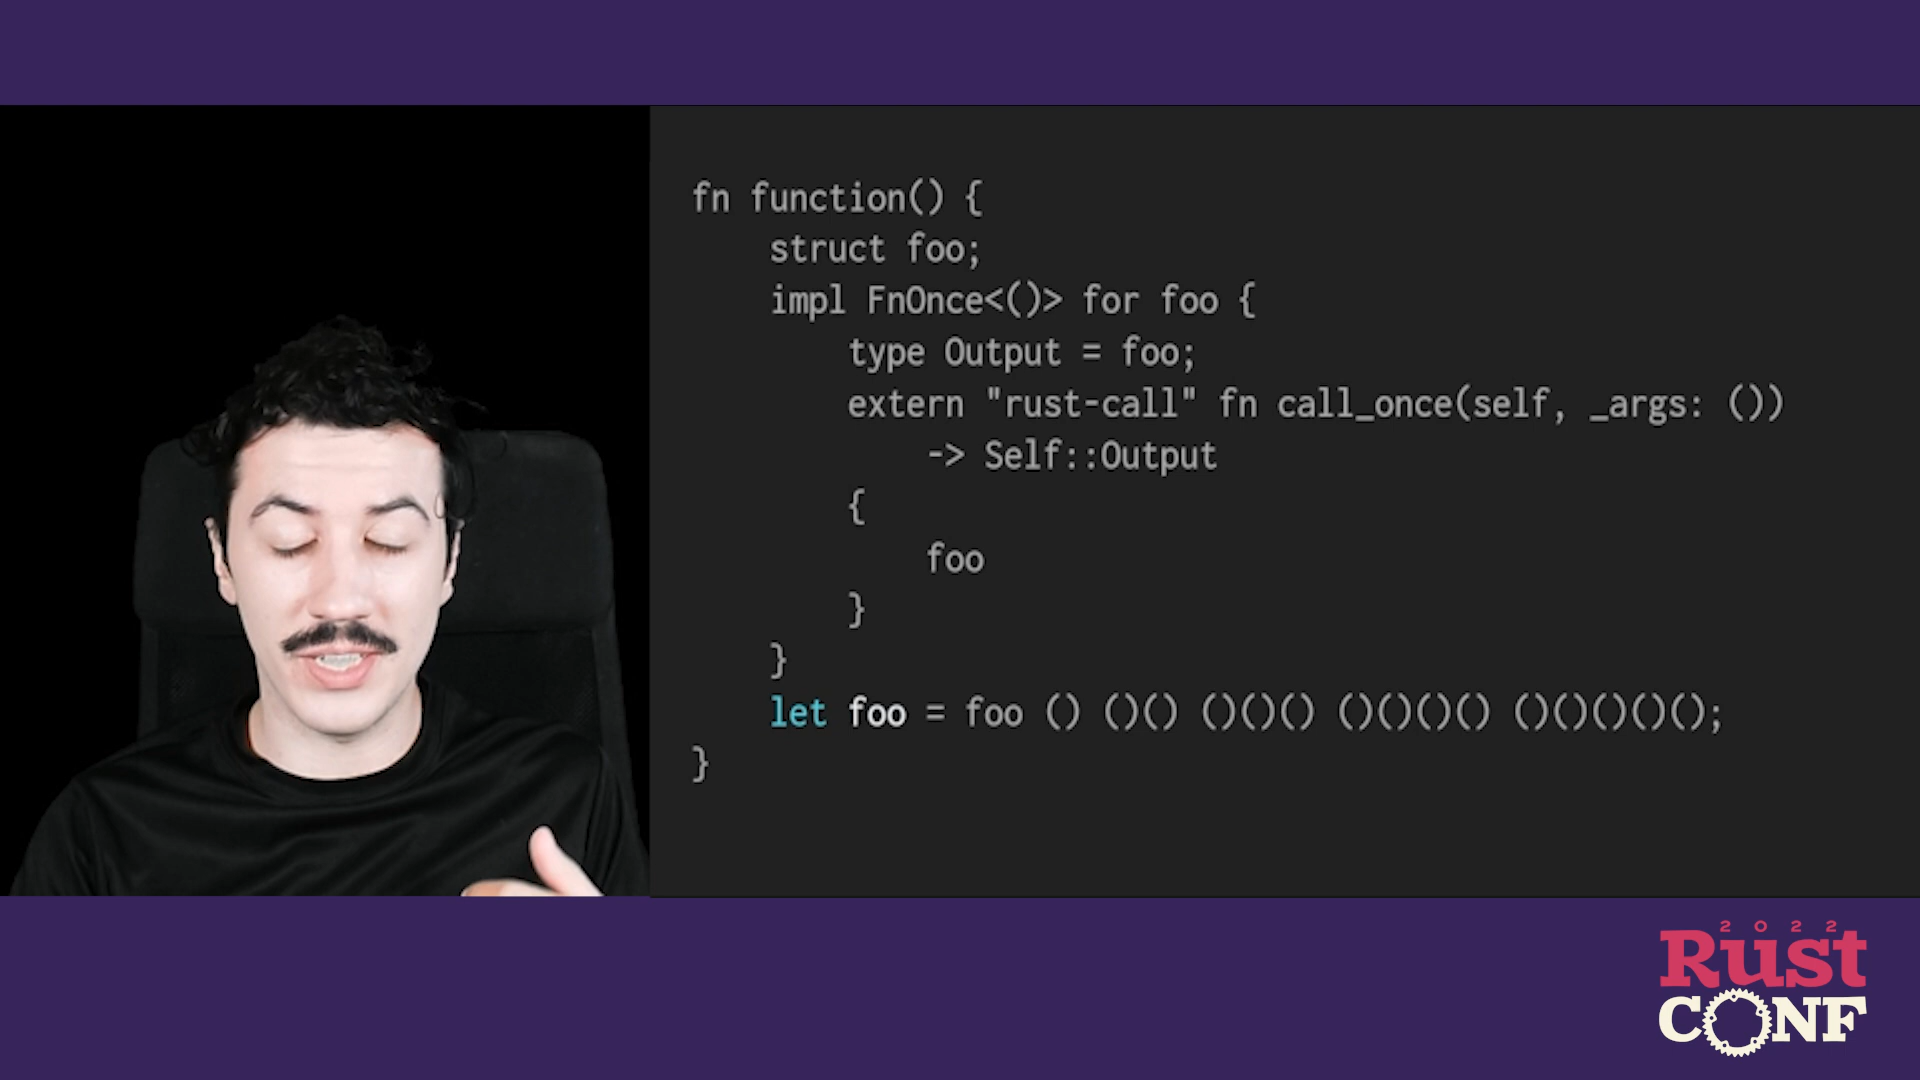 fn function() {
    struct foo;
    impl FnOnce<()> for foo {
        type Output = foo;
        extern "rust-call" fn call_once(self, _args: ())
            -> Self::Output
        {
            foo
        }
    }
    let foo = foo () ()() ()()() ()()()() ()()()()();
}
2022
Rust
CONF